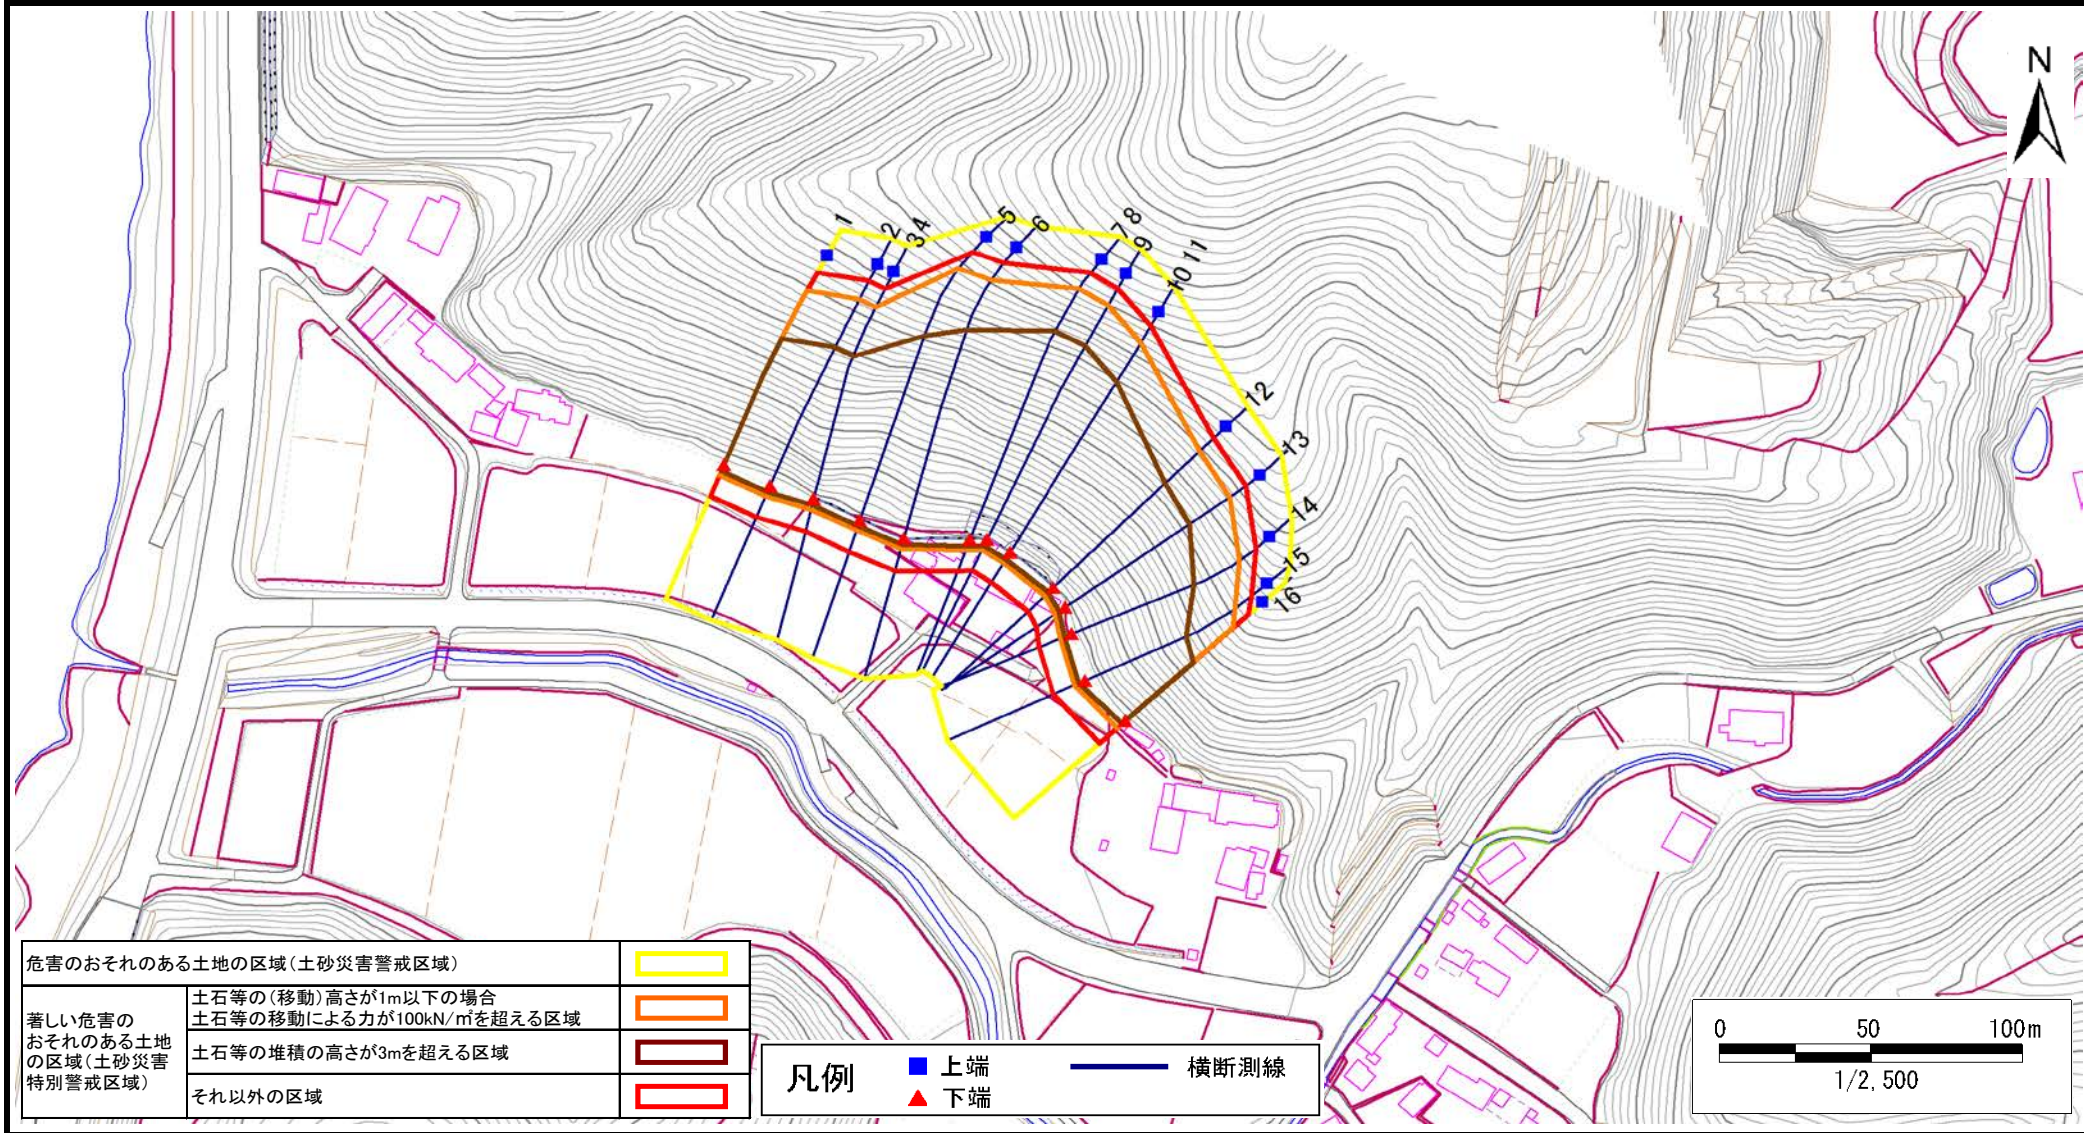 N
1
2
3
4
5
6
7
8
9
10
11
12
13
14
15
16
危害のおそれのある土地の区域(土砂災害警戒区域)
著しい危害の
おそれのある土地
の区域(土砂災害
特別警戒区域)
土石等の(移動)高さが1m以下の場合
土石等の移動による力が100kN/㎡を超える区域
土石等の堆積の高さが3mを超える区域
それ以外の区域
凡例
上端
下端
横断測線
0 50 100m
1/2,500